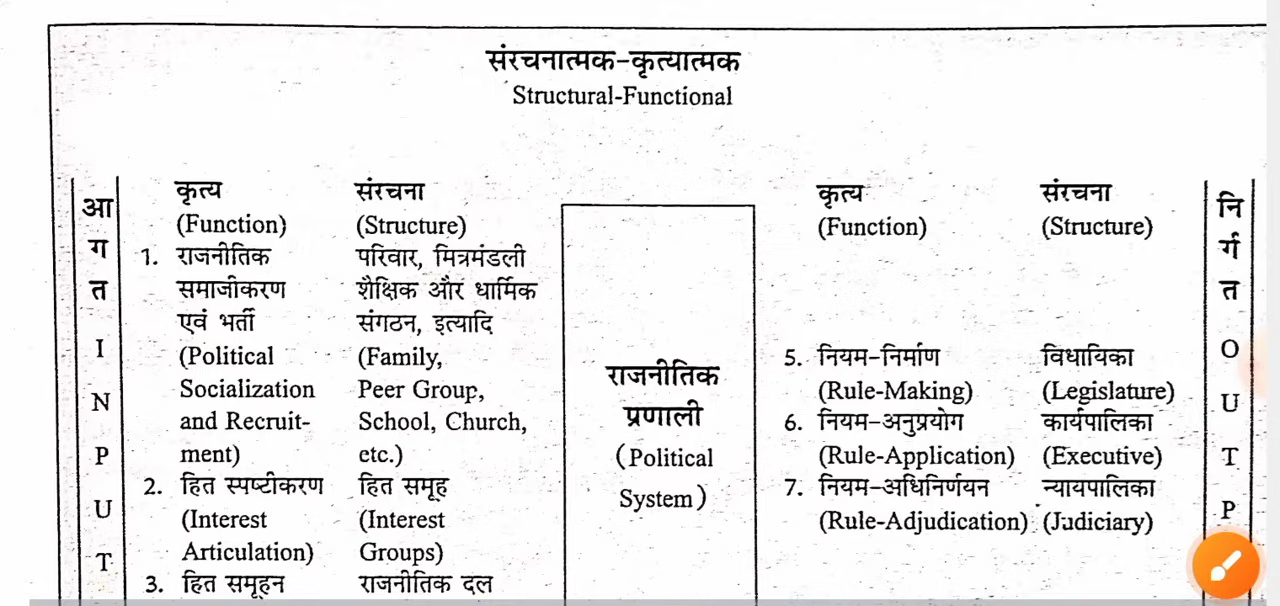 संरचनात्मक-कृत्यात्मक
Structural-Functional
आ
ग
त
I
N
P
U
T
कृत्य
(Function)
1. राजनीतिक
समाजीकरण
एवं भर्ती
(Political
Socialization
and Recruit-
ment)
2. हित स्पष्टीकरण
(Interest
Articulation)
3. हित समूहन
संरचना
(Structure)
परिवार, मित्रमंडली
शैक्षिक और धार्मिक
संगठन, इत्यादि
(Family,
Peer Group,
School, Church,
etc.)
हित समूह
(Interest
Groups)
राजनीतिक दल
राजनीतिक
प्रणाली
(Political
System)
कृत्य
(Function)
5. नियम-निर्माण
(Rule-Making)
6. नियम-अनुप्रयोग
(Rule-Application)
7. नियम-अधिनिर्णयन
(Rule-Adjudication)
संरचना
(Structure)
विधायिका
(Legislature)
कार्यपालिका
(Executive)
न्यायपालिका
(Judiciary)
नि
र्ग
त
O
U
T
P